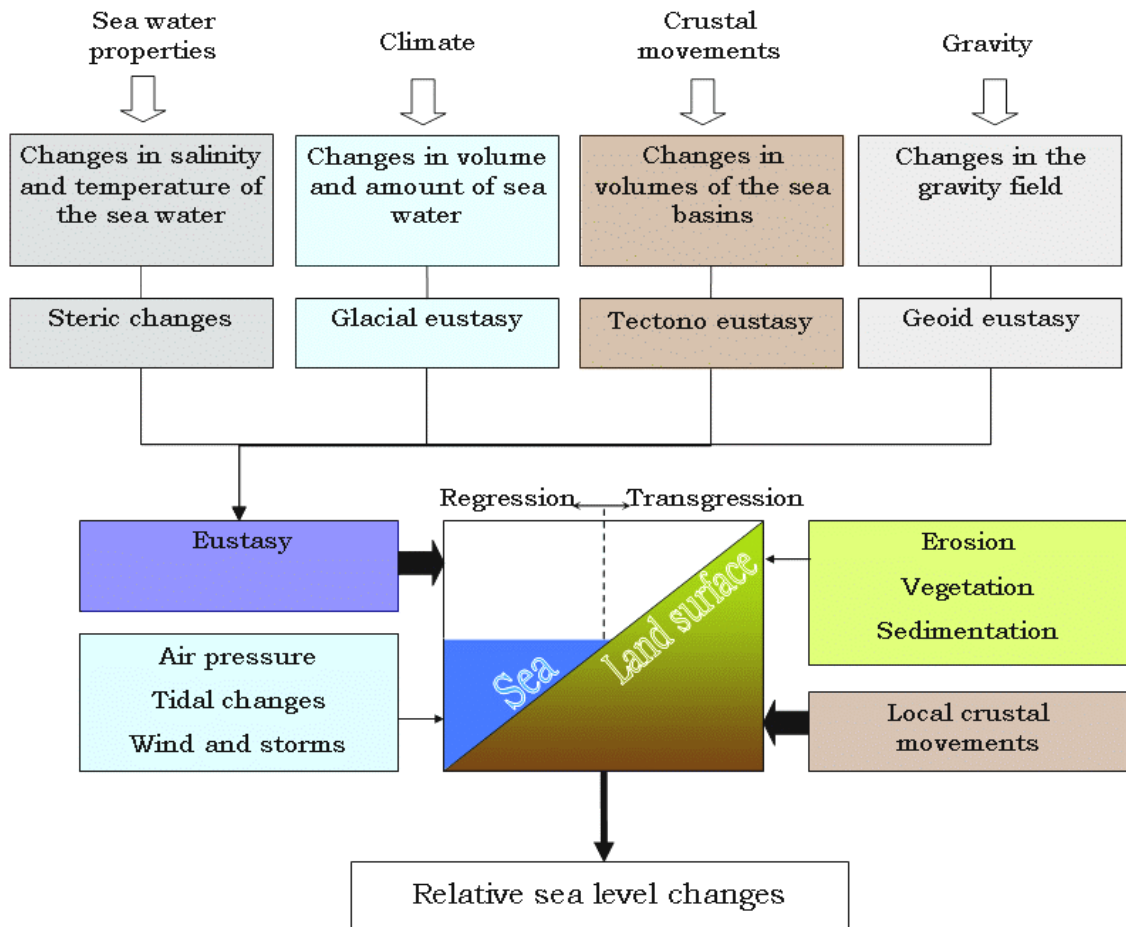 Sea water
properties
Climate
Crustal
movements
Gravity
Changes in salinity
and temperature of
the sea water
Changes in volume
and amount of sea
water
Changes in
volumes of the sea
basins
Changes in the
gravity field
Steric changes
Glacial eustasy
Tectono eustasy
Geoid eustasy
Regression
Transgression
Eustasy
Erosion
Vegetation
Sedimentation
Air pressure
Tidal changes
Wind and storms
Sea
Land surface
Local crustal
movements
Relative sea level changes